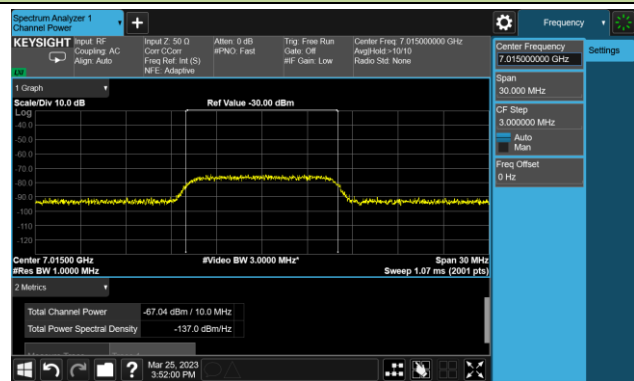 Spectrum Analyzer 1
Channel Power
Frequency
KEYSIGHT
Input: RF
Coupling: AC
Align: Auto
Input Z: 50 Ω
Corr CCorr
Freq Ref: Int (S)
NFE: Adaptive
Atten: 0 dB
#PNO: Fast
Trig: Free Run
Gate: Off
#IF Gain: Low
Center Freq: 7.015000000 GHz
Avg|Hold:>10/10
Radio Std: None
Center Frequency
7.015000000 GHz
Settings
Span
30.000 MHz
CF Step
3.000000 MHz
Auto
Man
Freq Offset
0 Hz
1 Graph
Scale/Div 10.0 dB
Ref Value -30.00 dBm
Log
-40.0
-50.0
-60.0
-70.0
-80.0
-90.0
-100
-110
-120
Center 7.01500 GHz
#Video BW 3.0000 MHz*
Span 30 MHz
#Res BW 1.0000 MHz
Sweep 1.07 ms (2001 pts)
2 Metrics
Total Channel Power
-67.04 dBm / 10.0 MHz
Total Power Spectral Density
-137.0 dBm/Hz
Mar 25, 2023
3:52:00 PM